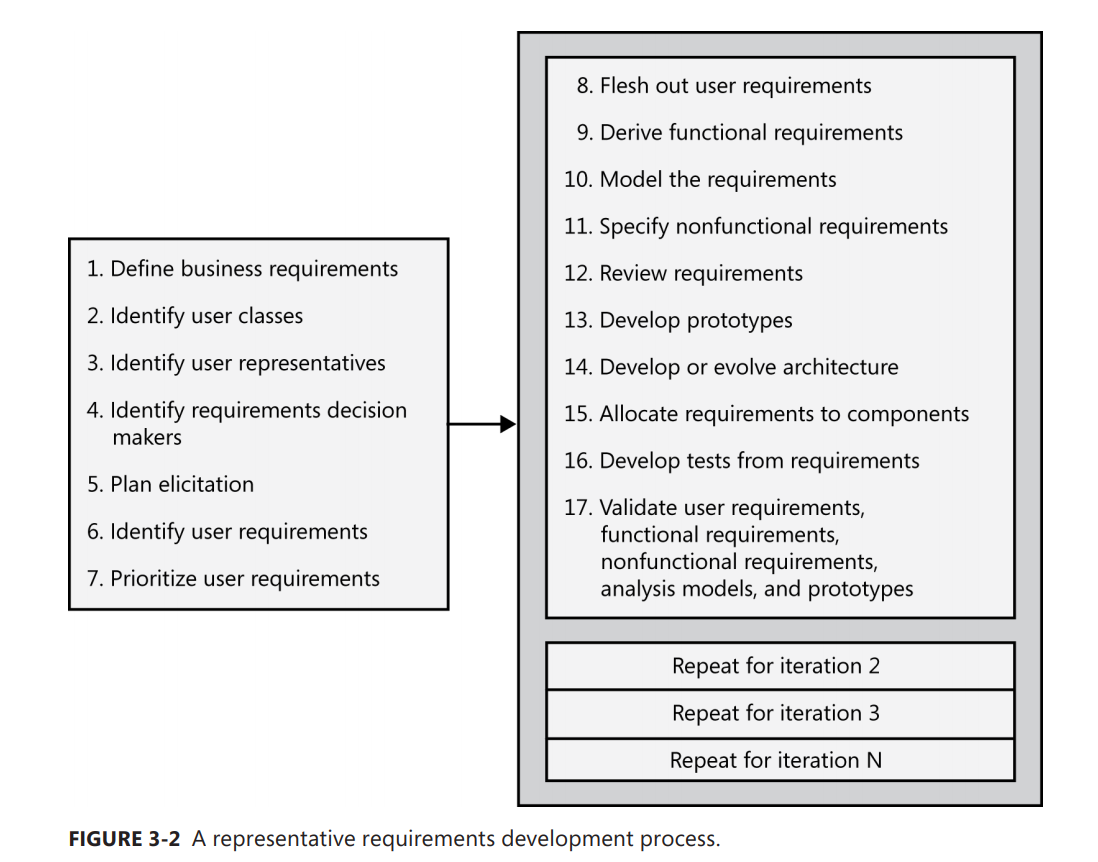 1. Define business requirements
2. Identify user classes
3. Identify user representatives
4. Identify requirements decision
makers
5. Plan elicitation
6. Identify user requirements
7. Prioritize user requirements
8. Flesh out user requirements
9. Derive functional requirements
10. Model the requirements
11. Specify nonfunctional requirements
12. Review requirements
13. Develop prototypes
14. Develop or evolve architecture
15. Allocate requirements to components
16. Develop tests from requirements
17. Validate user requirements,
functional requirements,
nonfunctional requirements,
analysis models, and prototypes
Repeat for iteration 2
Repeat for iteration 3
Repeat for iteration N
FIGURE 3-2 A representative requirements development process.